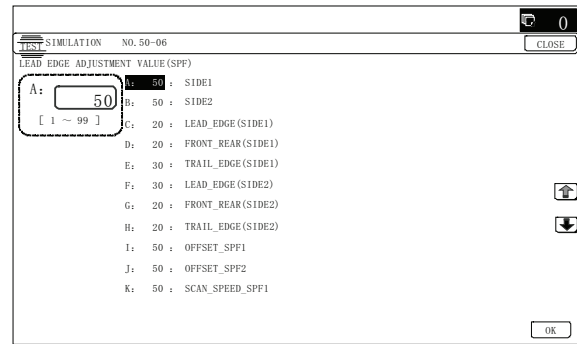 0
TEST SIMULATION NO.50-06
CLOSE
LEAD EDGE ADJUSTMENT VALUE(SPF)
A: 50
[ 1 ~ 99 ]
A: 50 : SIDE1
B: 50 : SIDE2
C: 20 : LEAD_EDGE(SIDE1)
D: 20 : FRONT_REAR(SIDE1)
E: 30 : TRAIL_EDGE(SIDE1)
F: 30 : LEAD_EDGE(SIDE2)
G: 20 : FRONT_REAR(SIDE2)
H: 20 : TRAIL_EDGE(SIDE2)
I: 50 : OFFSET_SPF1
J: 50 : OFFSET_SPF2
K: 50 : SCAN_SPEED_SPF1
OK